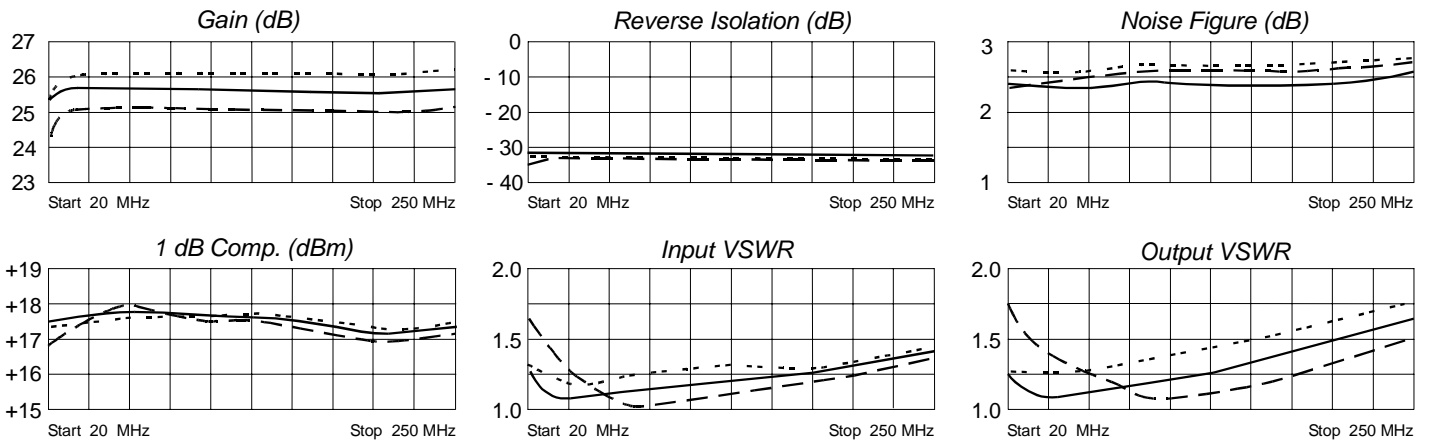 Gain (dB)
27
26
25
24
23
Start 20 MHz
Stop 250 MHz
Reverse Isolation (dB)
0
- 10
- 20
- 30
- 40
Start 20 MHz
Stop 250 MHz
Noise Figure (dB)
3
2
1
Start 20 MHz
Stop 250 MHz
1 dB Comp. (dBm)
+19
+18
+17
+16
+15
Start 20 MHz
Stop 250 MHz
Input VSWR
2.0
1.5
1.0
Start 20 MHz
Stop 250 MHz
Output VSWR
2.0
1.5
1.0
Start 20 MHz
Stop 250 MHz